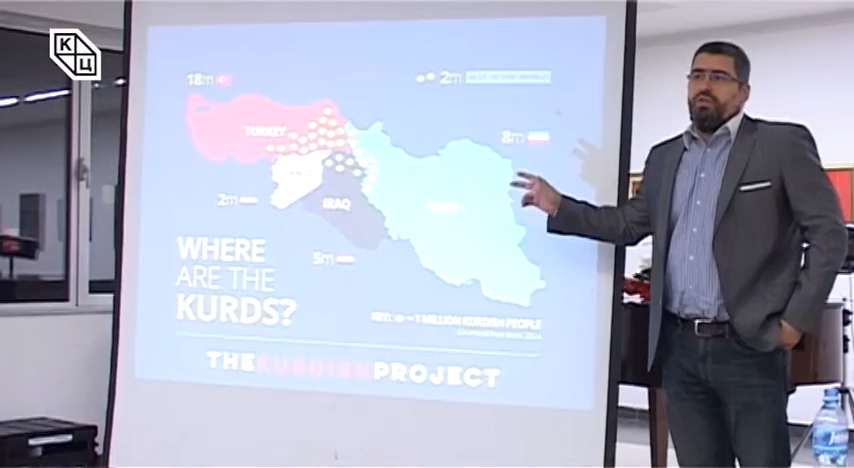 КЦ
18m
2m
8m
TURKEY
2m
IRAQ
5m
WHERE
ARE THE
KURDS?
KEY: = 1 MILLION KURDISH PEOPLE
THE KURDISH PROJECT